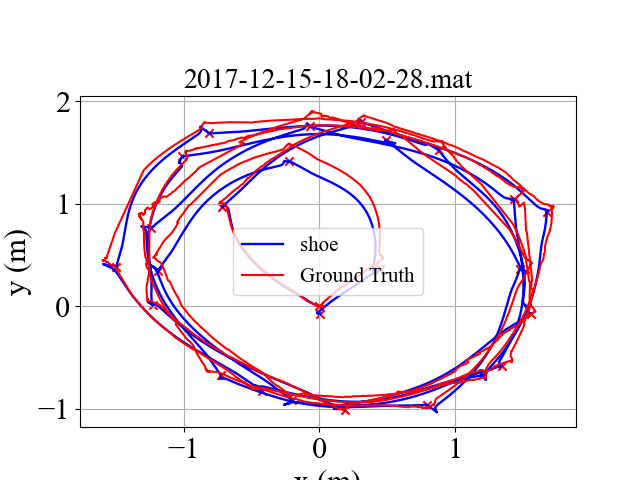 2017-12-15-18-02-28.mat
2
1
0
−1
y (m)
shoe
Ground Truth
−1 0 1
x (m)